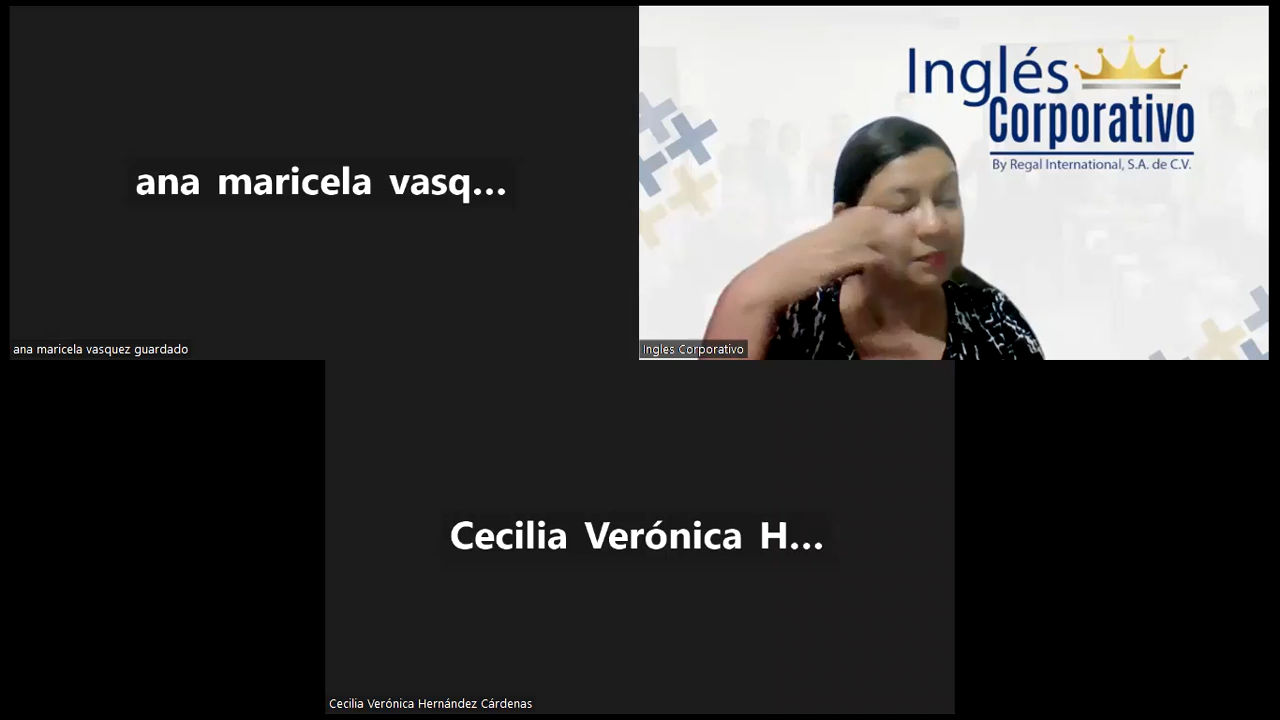 ana maricela vasq...
ana maricela vasquez guardado
Inglés
Corporativo
By Regal International, S.A. de C.V.
Ingles Corporativo
Cecilia Verónica H...
Cecilia Verónica Hernández Cárdenas